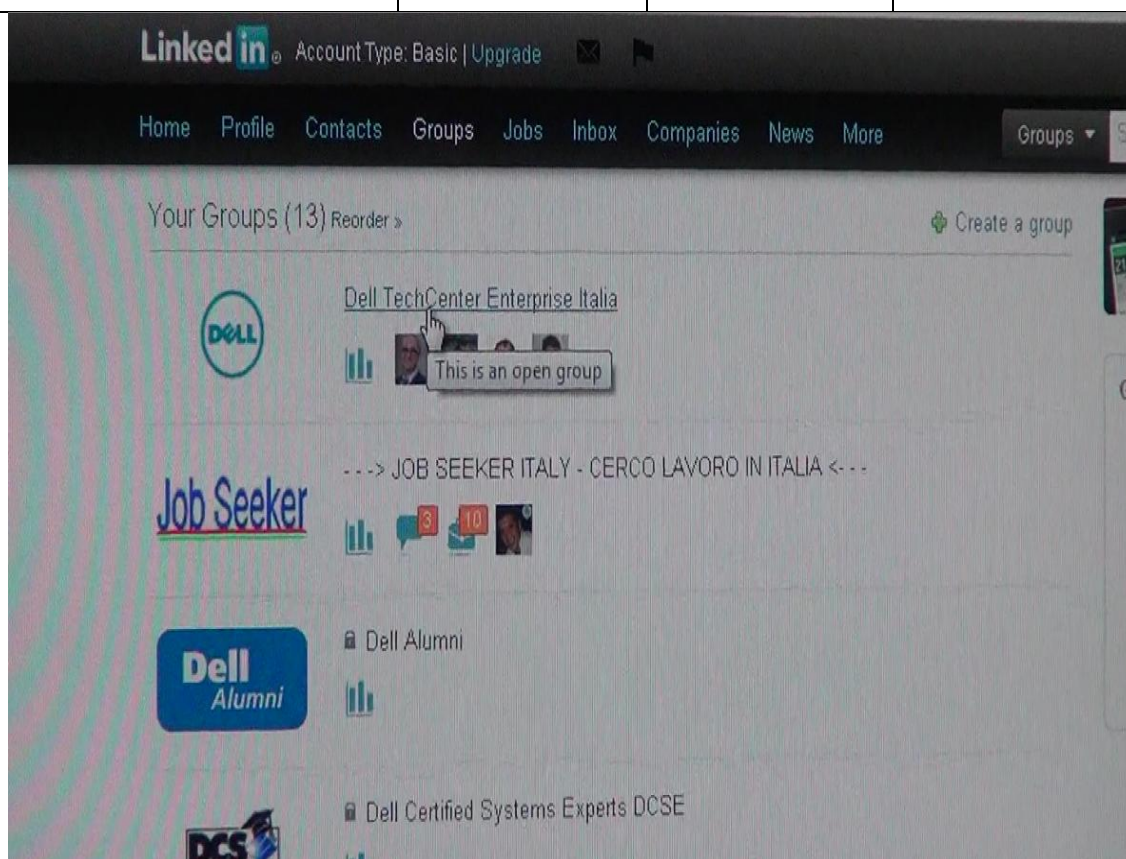 Linked in ® Account Type: Basic | Upgrade
Home Profile Contacts Groups Jobs Inbox Companies News More Groups
Your Groups (13) Reorder » Create a group
DELL
Dell TechCenter Enterprise Italia
This is an open group
Job Seeker
- - -> JOB SEEKER ITALY - CERCO LAVORO IN ITALIA <- - -
3 10
Dell Alumni
Dell Alumni
Dell Certified Systems Experts DCSE
DCS